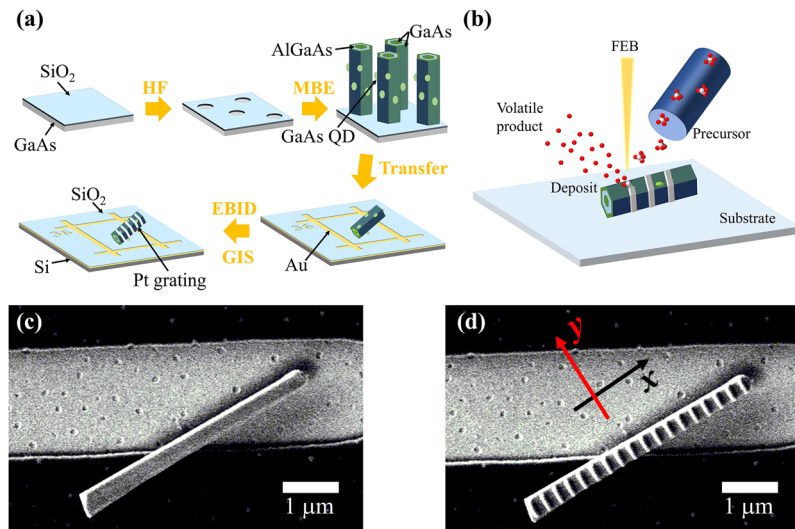 (a)
GaAs
AlGaAs
SiO2
HF
MBE
GaAs
GaAs QD
Transfer
SiO2
EBID
GIS
Si
Pt grating
Au
(b)
FEB
Volatile
product
Precursor
Deposit
Substrate
(c)
1 μm
(d)
y
x
1 μm